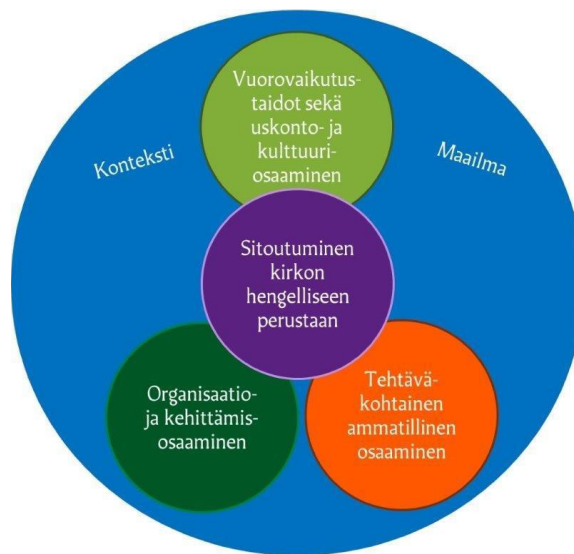 Vuorovaikutus-
taidot sekä
uskonto- ja
kulttuuri-
osaaminen
Konteksti
Maailma
Sitoutuminen
kirkon
hengelliseen
perustaan
Organisaatio-
ja kehittämis-
osaaminen
Tehtävä-
kohtainen
ammatillinen
osaaminen